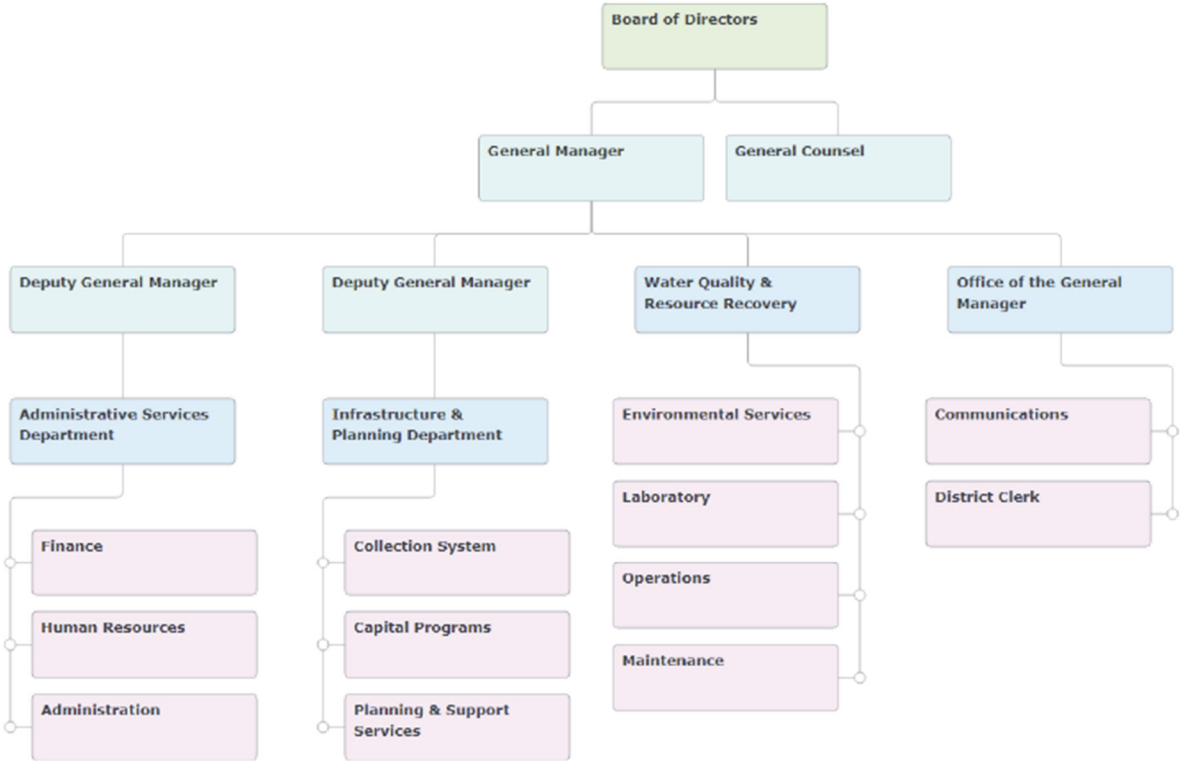 Board of Directors
General Manager
General Counsel
Deputy General Manager
Deputy General Manager
Water Quality &
Resource Recovery
Office of the General
Manager
Administrative Services
Department
Infrastructure &
Planning Department
Environmental Services
Communications
Laboratory
District Clerk
Finance
Collection System
Operations
Human Resources
Capital Programs
Maintenance
Administration
Planning & Support
Services